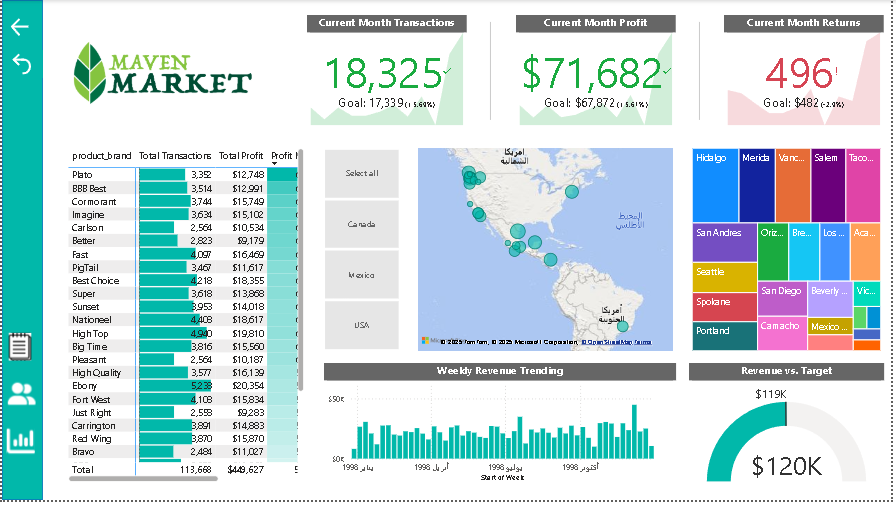 MAVEN
MARKET
Current Month Transactions
18,325
Goal: 17,339 (+5.69%)
Current Month Profit
$71,682
Goal: $67,872 (+5.61%)
Current Month Returns
496!
Goal: $482 (-2.9%)
product_brand Total Transactions Total Profit Profit
Plato 3,352 $12,748
BBB Best 3,514 $12,991
Cormorant 3,744 $15,749
Imagine 3,634 $15,102
Carlson 2,564 $10,534
Better 2,823 $9,179
Fast 4,097 $16,469
PigTail 3,467 $11,617
Best Choice 4,218 $18,355
Super 3,618 $13,868
Sunset 3,953 $14,018
Nationeel 4,403 $18,617
High Top 4,940 $19,810
Big Time 3,816 $15,560
Pleasant 2,564 $10,187
High Quality 3,577 $16,139
Ebony 5,233 $20,354
Fort West 4,103 $15,834
Just Right 2,553 $9,283
Carrington 3,891 $14,883
Red Wing 3,870 $15,870
Bravo 2,484 $11,027
Total 113,668 $449,627
Select all
Canada
Mexico
USA
أمريكا
الشمالية
المحيط
الأطلسي
أمريكا
الجنوبية
© 2025 TomTom, © 2025 Microsoft Corporation, © OpenStreetMap Terms
Hidalgo
Merida
Vanc...
Salem
Taco...
San Andres
Oriz...
Bre...
Los ...
Aca...
Seattle
Spokane
Portland
San Diego
Beverly ...
Vic...
Camacho
Mexico ...
Weekly Revenue Trending
$50K
$0K
يناير 1998
أبريل 1998
يوليو 1998
أكتوبر 1998
Start of Week
Revenue vs. Target
$119K
$120K